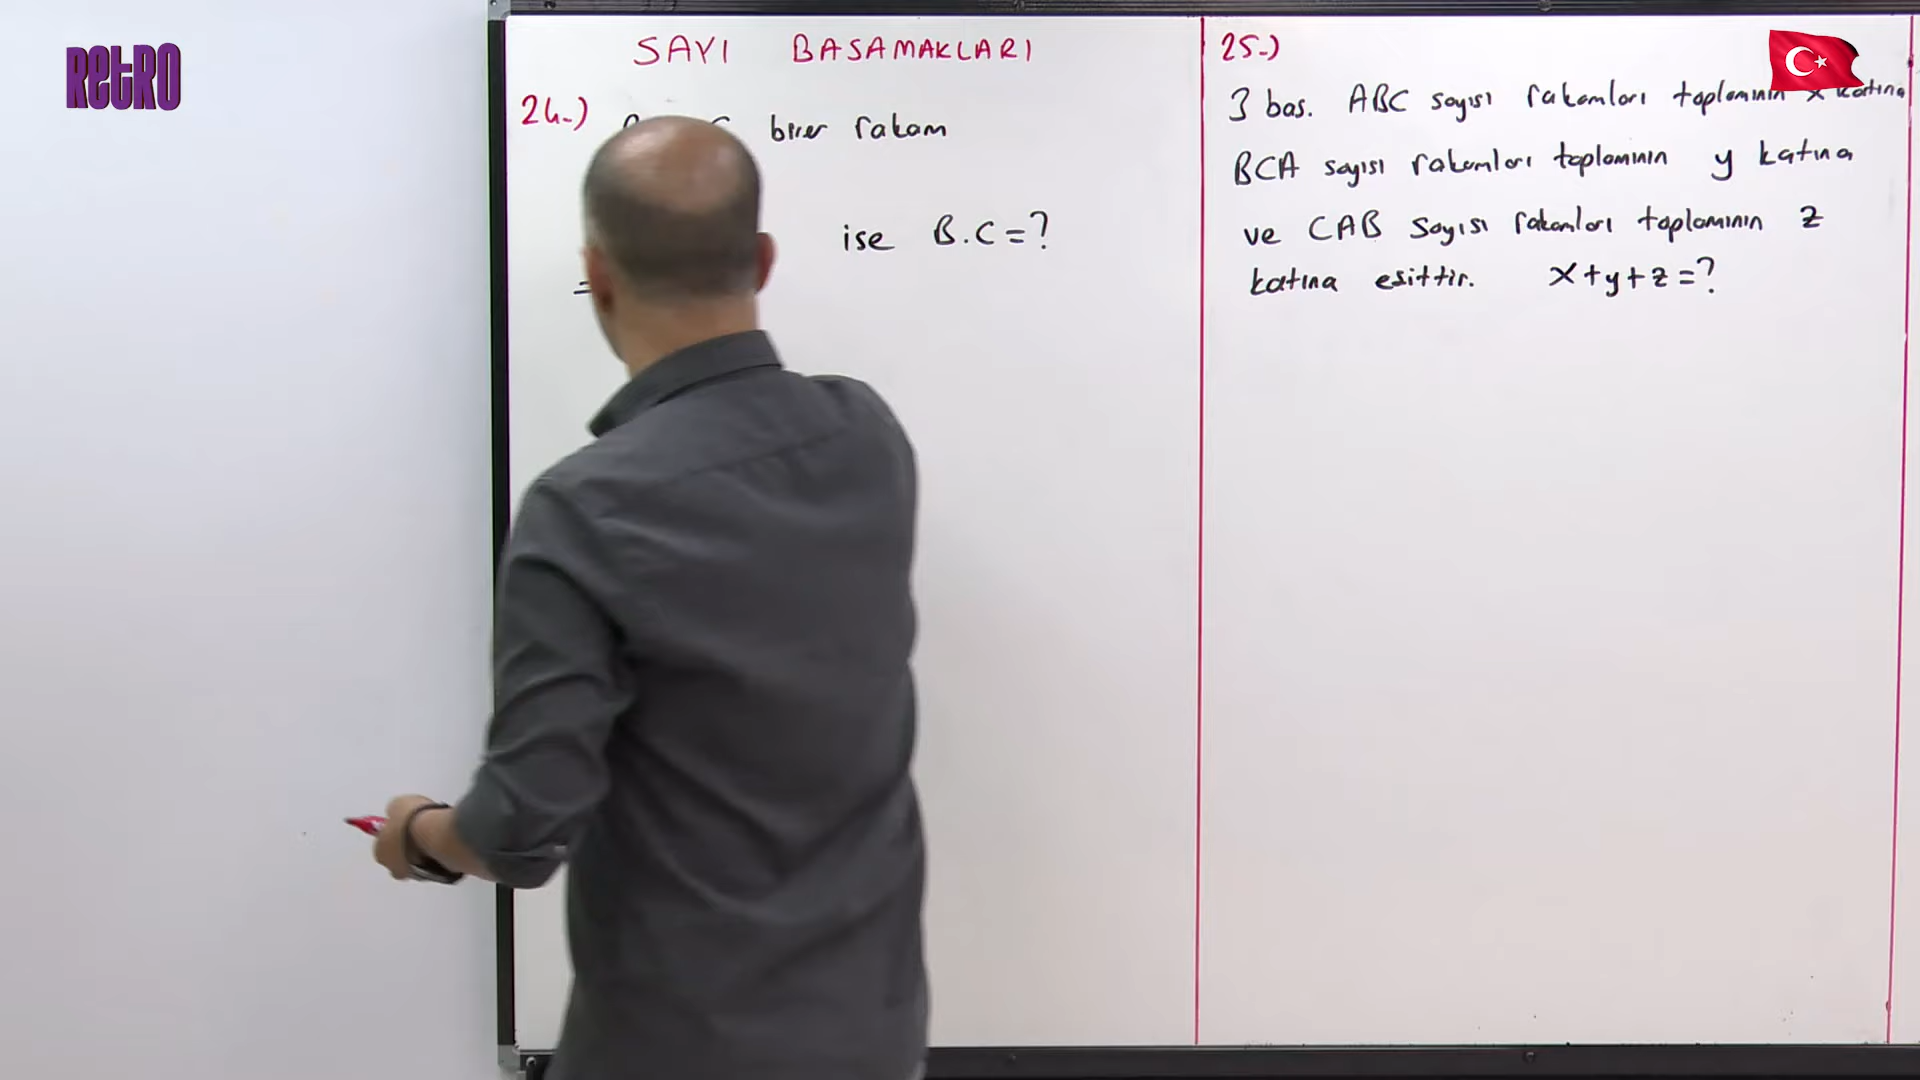 RETRO
SAYI BASAMAKLARI
24-)
birer rakam
ise B.C=?
=
25-)
3 bas. ABC sayısı rakamları toplamının x katına
BCA sayısı rakamları toplamının y katına
ve CAB sayısı rakamları toplamının z
katına esittir. x+y+z=?